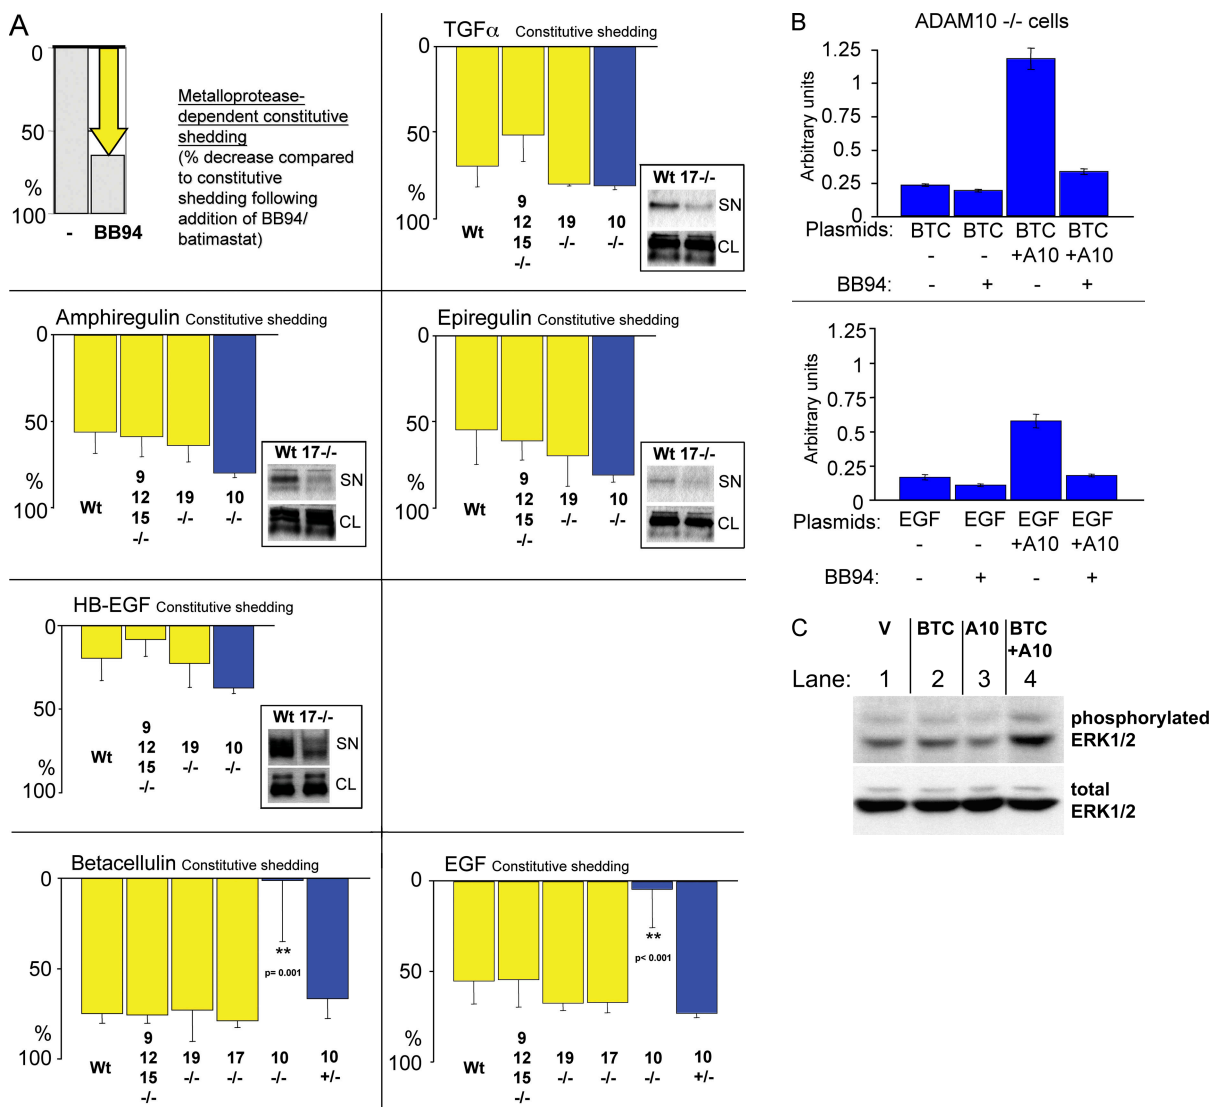 A
0
50
%
100
-
BB94
Metalloprotease-
dependent constitutive
shedding
(% decrease compared
to constitutive
shedding following
addition of BB94/
batimastat)
TGFα Constitutive shedding
0
50
%
100
Wt
9
12
15
-/-
19
-/-
10
-/-
Wt 17-/-
SN
CL
Amphiregulin Constitutive shedding
0
50
%
100
Wt
9
12
15
-/-
19
-/-
10
-/-
Wt 17-/-
SN
CL
Epiregulin Constitutive shedding
0
50
%
100
Wt
9
12
15
-/-
19
-/-
10
-/-
Wt 17-/-
SN
CL
HB-EGF Constitutive shedding
0
50
%
100
Wt
9
12
15
-/-
19
-/-
10
-/-
Wt 17-/-
SN
CL
Betacellulin Constitutive shedding
0
50
%
100
**
p= 0.001
Wt
9
12
15
-/-
19
-/-
17
-/-
10
-/-
10
+/-
EGF Constitutive shedding
0
50
%
100
**
p< 0.001
Wt
9
12
15
-/-
19
-/-
17
-/-
10
-/-
10
+/-
B
ADAM10 -/- cells
Arbitrary units
1.25
1
0.75
0.5
0.25
0
Plasmids: BTC BTC BTC BTC
- - +A10 +A10
BB94: - + - +
Arbitrary units
1.25
1
0.75
0.5
0.25
0
Plasmids: EGF EGF EGF EGF
- - +A10 +A10
BB94: - + - +
C
V BTC A10 BTC
+A10
Lane: 1 2 3 4
phosphorylated
ERK1/2
total
ERK1/2